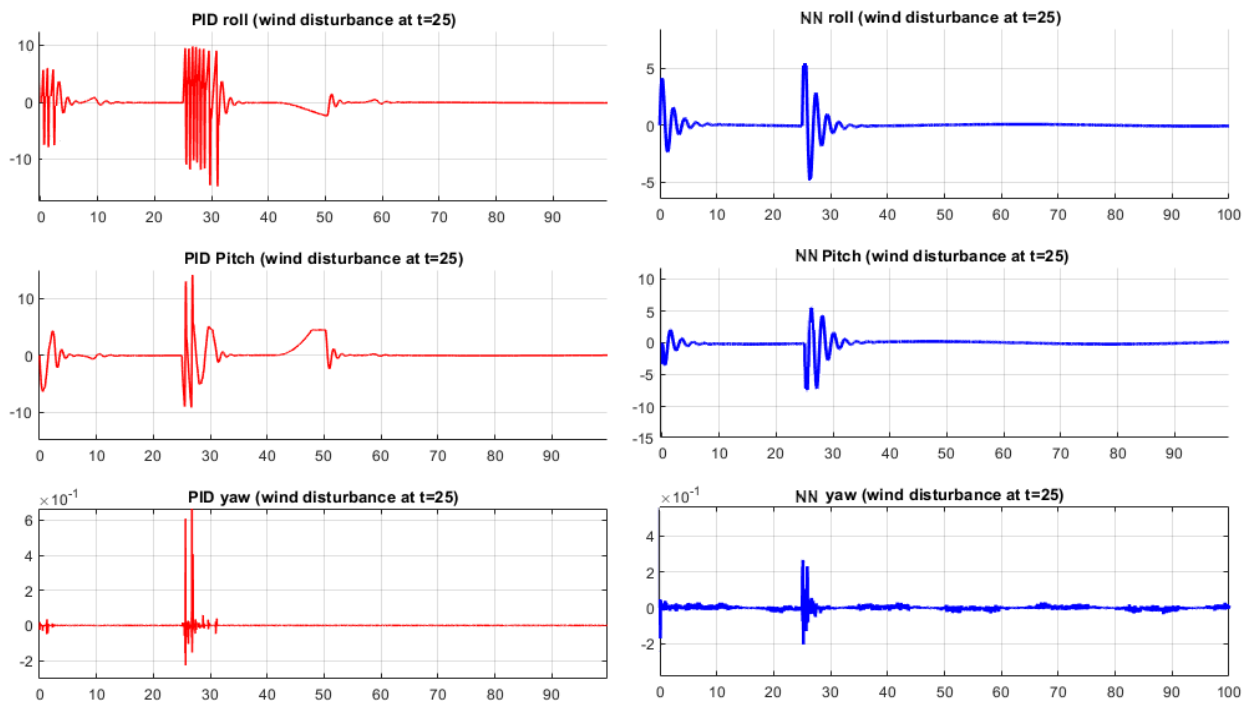 PID roll (wind disturbance at t=25)
10
0
-10
0 10 20 30 40 50 60 70 80 90
NN roll (wind disturbance at t=25)
5
0
-5
0 10 20 30 40 50 60 70 80 90 100
PID Pitch (wind disturbance at t=25)
10
0
-10
0 10 20 30 40 50 60 70 80 90
NN Pitch (wind disturbance at t=25)
10
5
0
-5
-10
-15
0 10 20 30 40 50 60 70 80 90
PID yaw (wind disturbance at t=25)
×10⁻¹
6
4
2
0
-2
0 10 20 30 40 50 60 70 80 90
NN yaw (wind disturbance at t=25)
×10⁻¹
4
2
0
-2
0 10 20 30 40 50 60 70 80 90 100